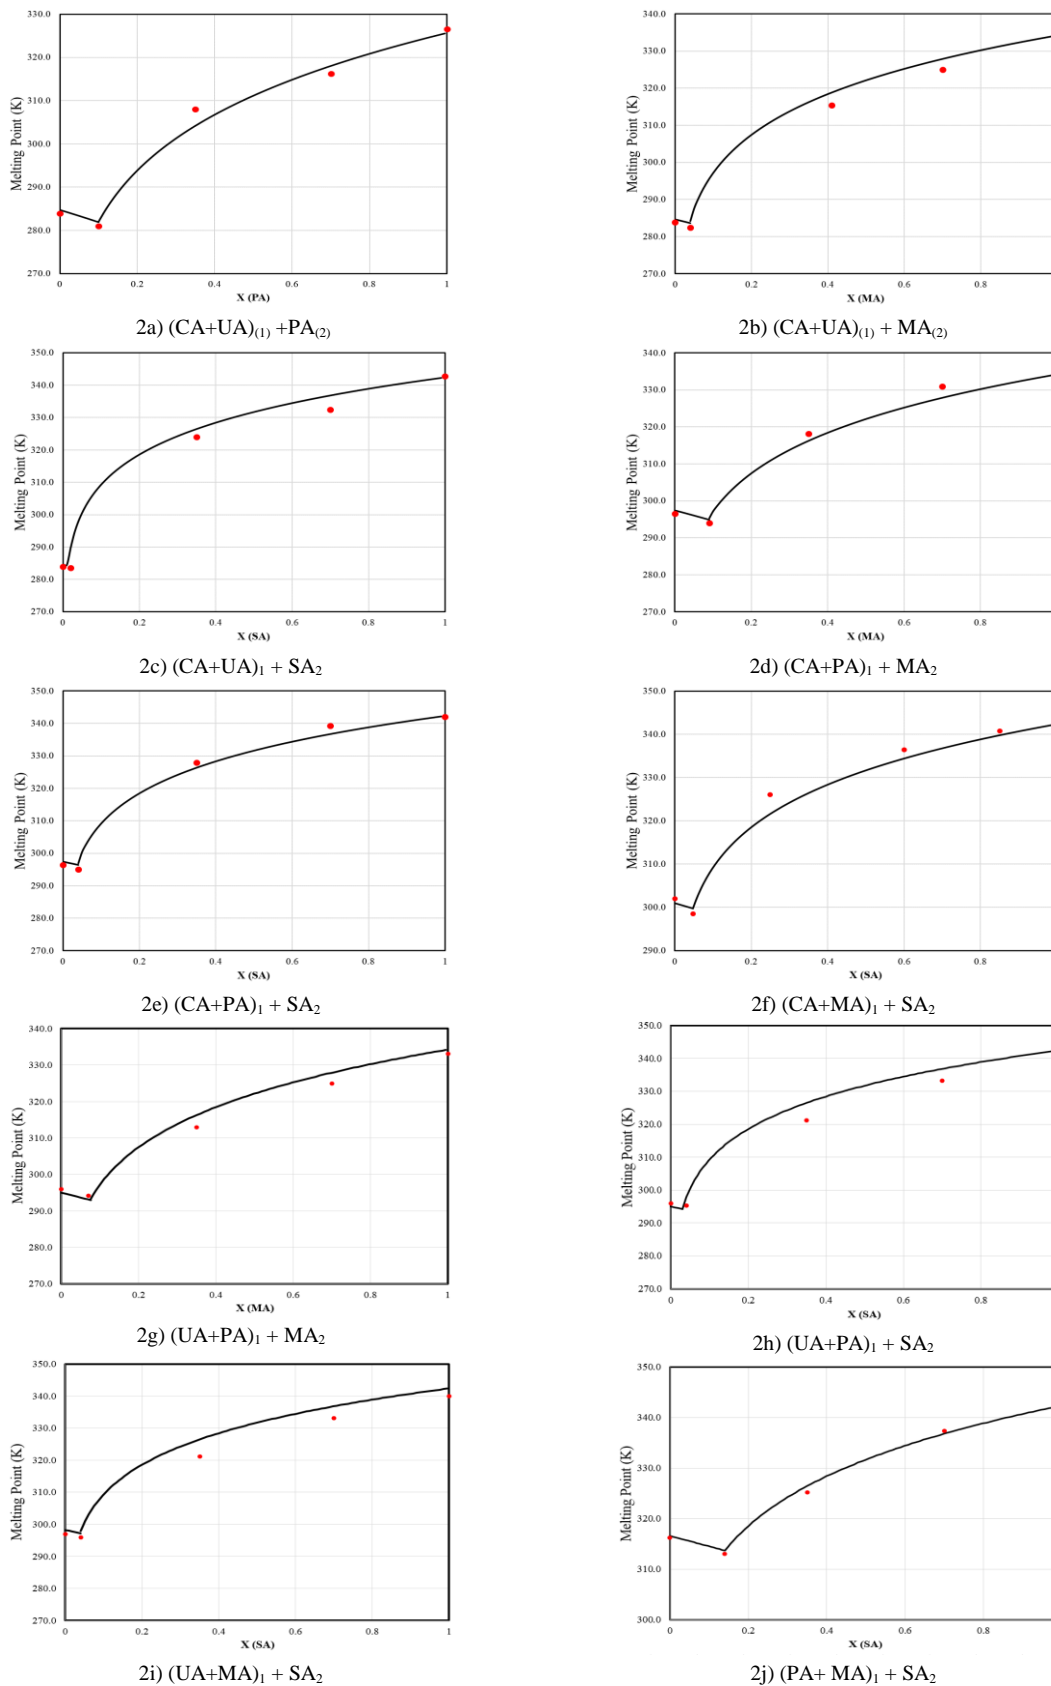 330.0
320.0
310.0
300.0
290.0
280.0
270.0
Melting Point (K)
0 0.2 0.4 0.6 0.8 1
X (PA)
2a) (CA+UA)(1) +PA(2)
340.0
330.0
320.0
310.0
300.0
290.0
280.0
270.0
Melting Point (K)
0 0.2 0.4 0.6 0.8
X (MA)
2b) (CA+UA)(1) + MA(2)
350.0
340.0
330.0
320.0
310.0
300.0
290.0
280.0
270.0
Melting Point (K)
0 0.2 0.4 0.6 0.8 1
X (SA)
2c) (CA+UA)1 + SA2
340.0
330.0
320.0
310.0
300.0
290.0
280.0
270.0
Melting Point (K)
0 0.2 0.4 0.6 0.8
X (MA)
2d) (CA+PA)1 + MA2
350.0
340.0
330.0
320.0
310.0
300.0
290.0
280.0
270.0
Melting Point (K)
0 0.2 0.4 0.6 0.8 1
X (SA)
2e) (CA+PA)1 + SA2
350.0
340.0
330.0
320.0
310.0
300.0
290.0
Melting Point (K)
0 0.2 0.4 0.6 0.8
X (SA)
2f) (CA+MA)1 + SA2
340.0
330.0
320.0
310.0
300.0
290.0
280.0
270.0
Melting Point (K)
0 0.2 0.4 0.6 0.8 1
X (MA)
2g) (UA+PA)1 + MA2
350.0
340.0
330.0
320.0
310.0
300.0
290.0
280.0
270.0
Melting Point (K)
0 0.2 0.4 0.6 0.8
X (SA)
2h) (UA+PA)1 + SA2
350.0
340.0
330.0
320.0
310.0
300.0
290.0
280.0
270.0
Melting Point (K)
0 0.2 0.4 0.6 0.8 1
X (SA)
2i) (UA+MA)1 + SA2
350.0
340.0
330.0
320.0
310.0
300.0
Melting Point (K)
0 0.2 0.4 0.6 0.8
X (SA)
2j) (PA+ MA)1 + SA2